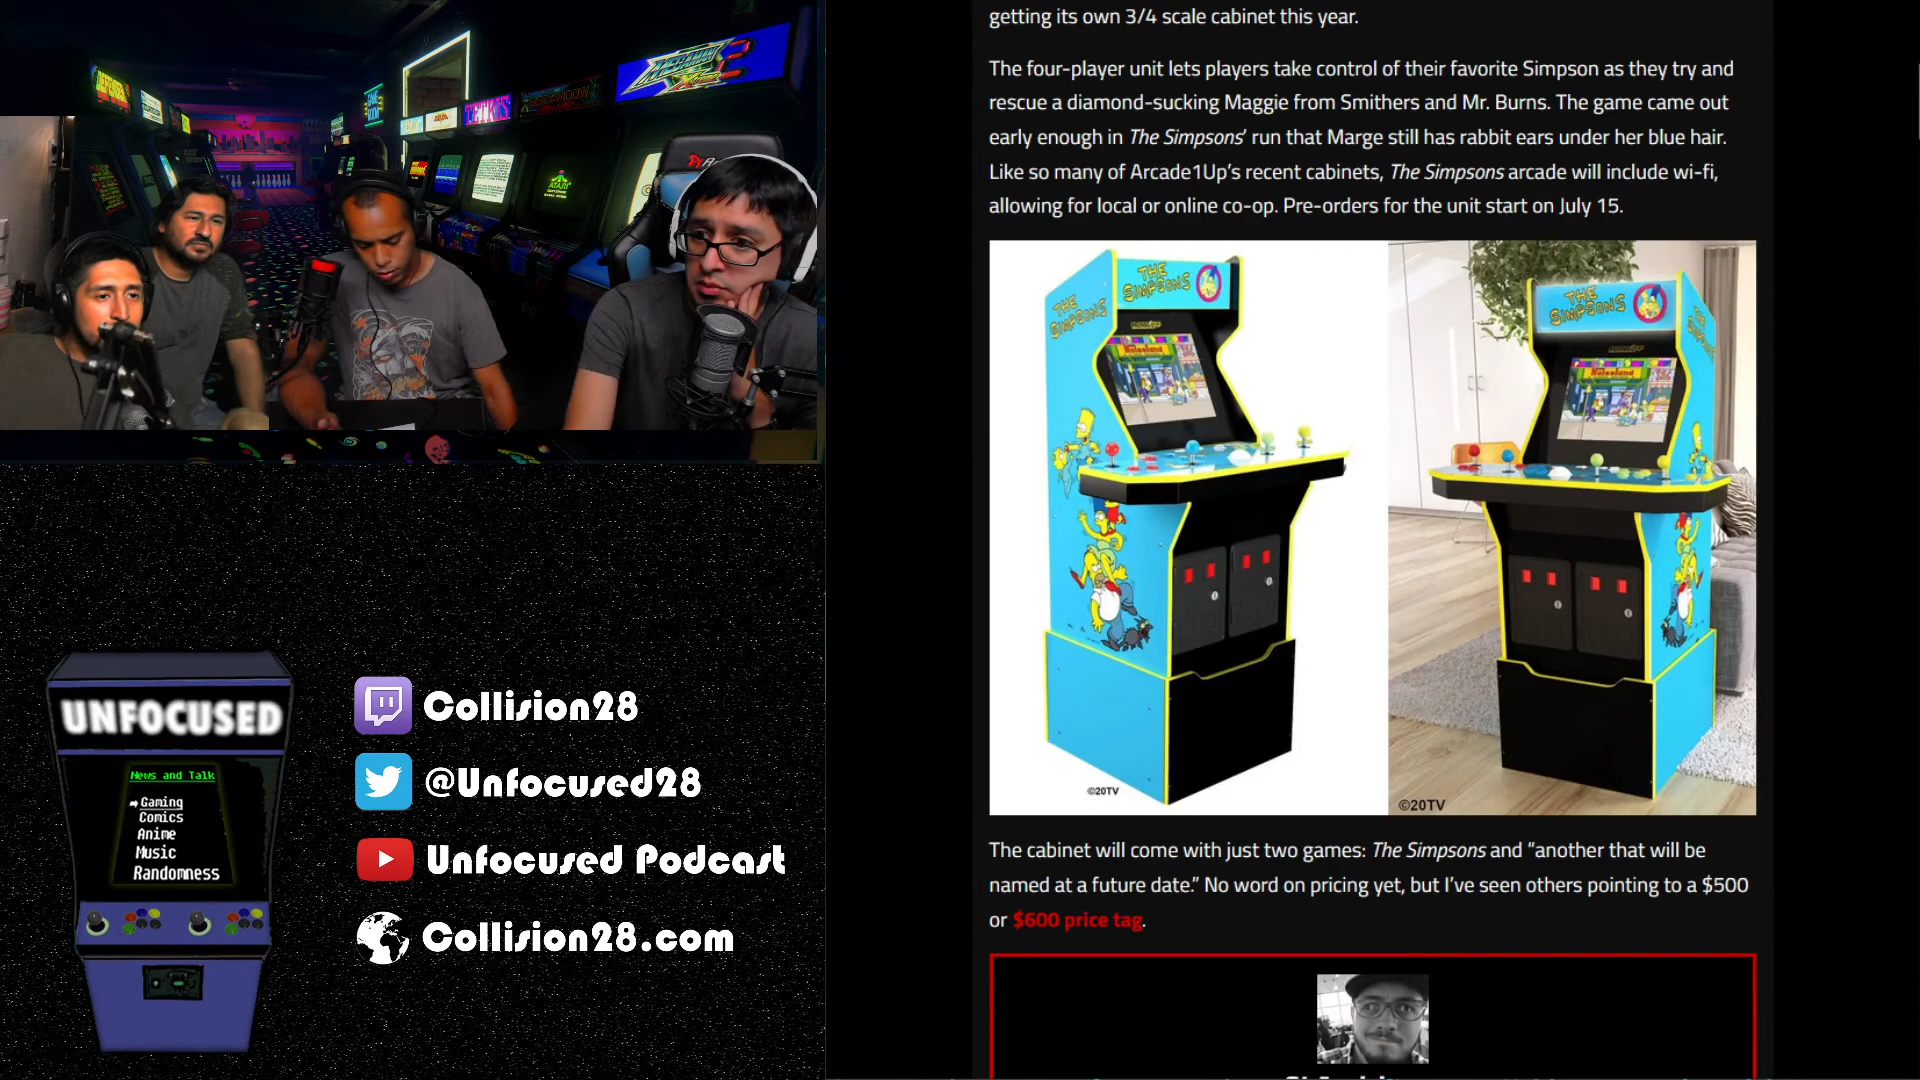 getting its own 3/4 scale cabinet this year.
The four-player unit lets players take control of their favorite Simpson as they try and
rescue a diamond-sucking Maggie from Smithers and Mr. Burns. The game came out
early enough in The Simpsons' run that Marge still has rabbit ears under her blue hair.
Like so many of Arcade1Up's recent cabinets, The Simpsons arcade will include wi-fi,
allowing for local or online co-op. Pre-orders for the unit start on July 15.
DEFENDER
TETRIS
MEGAMAN
ATARI
THE SIMPSONS
THE SIMPSONS
THE SIMPSONS
Noiseland
Noiseland
©20TV
©20TV
The cabinet will come with just two games: The Simpsons and “another that will be
named at a future date.” No word on pricing yet, but I've seen others pointing to a $500
or $600 price tag.
UNFOCUSED
News and Talk
Gaming
Comics
Anime
Music
Randomness
Collision28
@Unfocused28
Unfocused Podcast
Collision28.com